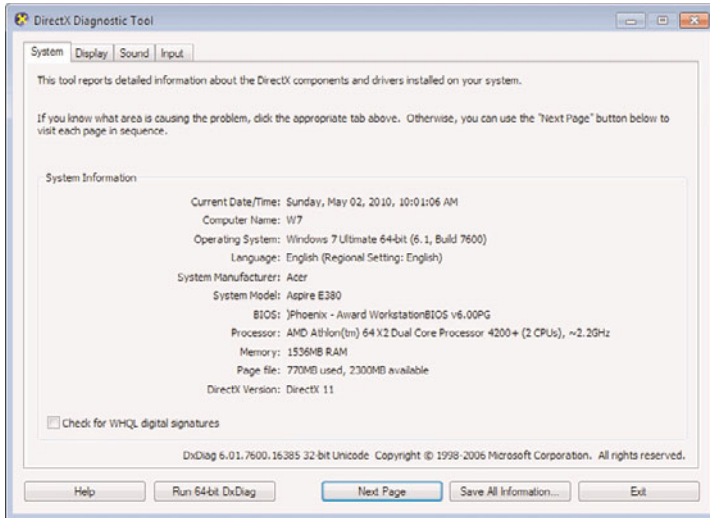 DirectX Diagnostic Tool
System Display Sound Input
This tool reports detailed information about the DirectX components and drivers installed on your system.
If you know what area is causing the problem, click the appropriate tab above. Otherwise, you can use the "Next Page" button below to
visit each page in sequence.
System Information
Current Date/Time: Sunday, May 02, 2010, 10:01:06 AM
Computer Name: W7
Operating System: Windows 7 Ultimate 64-bit (6.1, Build 7600)
Language: English (Regional Setting: English)
System Manufacturer: Acer
System Model: Aspire E380
BIOS: )Phoenix - Award WorkstationBIOS v6.00PG
Processor: AMD Athlon(tm) 64 X2 Dual Core Processor 4200+ (2 CPUs), ~2.2GHz
Memory: 1536MB RAM
Page file: 770MB used, 2300MB available
DirectX Version: DirectX 11
Check for WHQL digital signatures
DxDiag 6.01.7600.16385 32-bit Unicode Copyright © 1998-2006 Microsoft Corporation. All rights reserved.
Help Run 64-bit DxDiag Next Page Save All Information... Exit